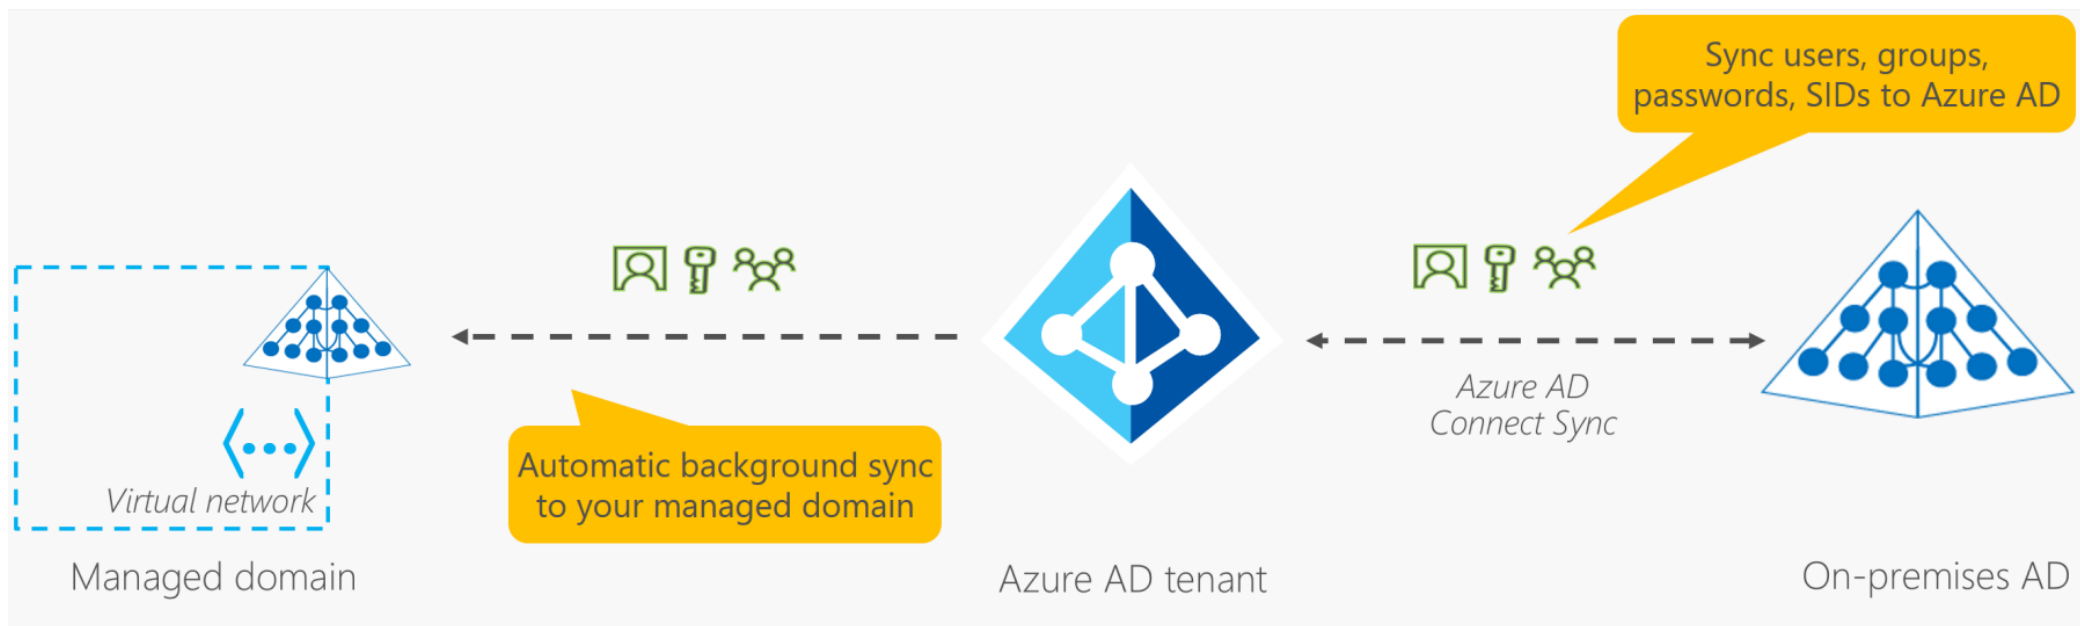 Sync users, groups,
passwords, SIDs to Azure AD
Azure AD
Connect Sync
Automatic background sync
to your managed domain
Virtual network
Managed domain
Azure AD tenant
On-premises AD